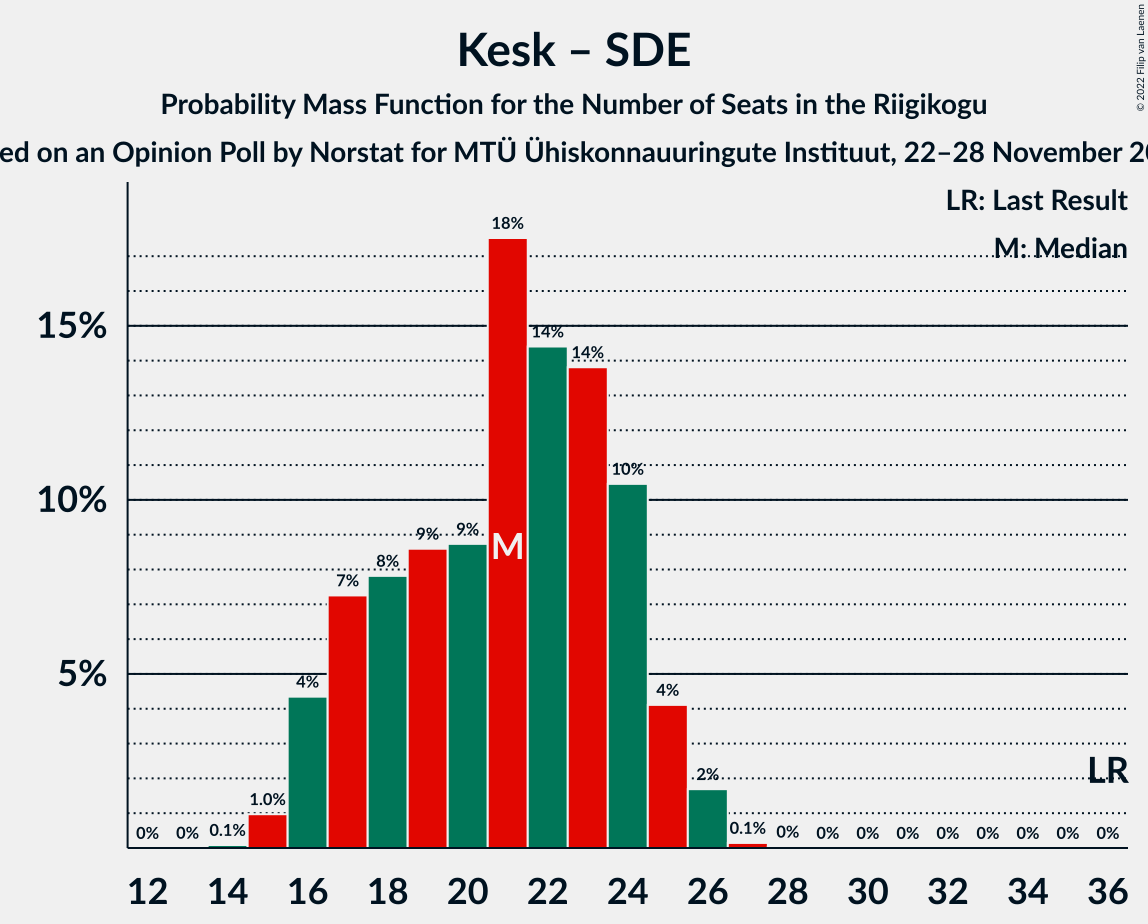 Kesk – SDE
Probability Mass Function for the Number of Seats in the Riigikogu
ed on an Opinion Poll by Norstat for MTÜ Ühiskonnauuringute Instituut, 22–28 November 20
© 2022 Filip van Laenen
LR: Last Result
M: Median
18%
15%
14%
14%
10%
10%
9%
9%
M
8%
7%
5%
4%
4%
LR
2%
1.0%
0% 0% 0.1% 0.1% 0% 0% 0% 0% 0% 0% 0% 0% 0%
12 14 16 18 20 22 24 26 28 30 32 34 36